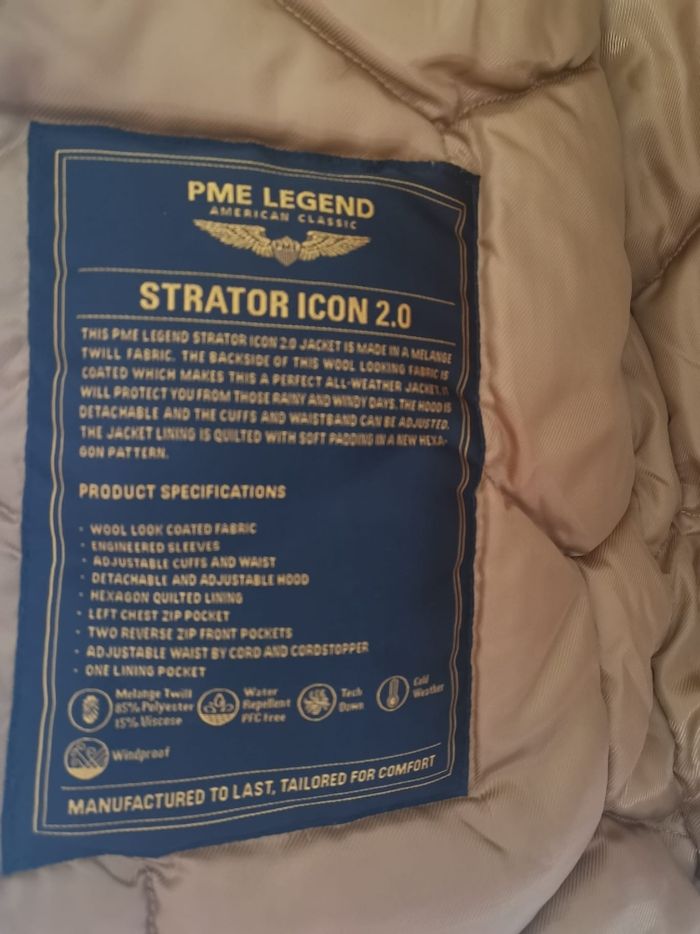 PME LEGEND
AMERICAN CLASSIC
STRATOR ICON 2.0
THIS PME LEGEND STRATOR ICON 2.0 JACKET IS MADE IN A MELANGE
TWILL FABRIC. THE BACKSIDE OF THIS WOOL LOOKING FABRIC IS
COATED WHICH MAKES THIS A PERFECT ALL-WEATHER JACKET. IT
WILL PROTECT YOU FROM THOSE RAINY AND WINDY DAYS. THE HOOD IS
DETACHABLE AND THE CUFFS AND WAISTBAND CAN BE ADJUSTED.
THE JACKET LINING IS QUILTED WITH SOFT PADDING IN A NEW HEXA-
GON PATTERN.
PRODUCT SPECIFICATIONS
· WOOL LOOK COATED FABRIC
· ENGINEERED SLEEVES
· ADJUSTABLE CUFFS AND WAIST
· DETACHABLE AND ADJUSTABLE HOOD
· HEXAGON QUILTED LINING
· LEFT CHEST ZIP POCKET
· TWO REVERSE ZIP FRONT POCKETS
· ADJUSTABLE WAIST BY CORD AND CORDSTOPPER
· ONE LINING POCKET
Melange Twill
85% Polyester
15% Viscose
Water
Repellent
PFC free
Tech
Down
Cold
Weather
Windproof
MANUFACTURED TO LAST, TAILORED FOR COMFORT